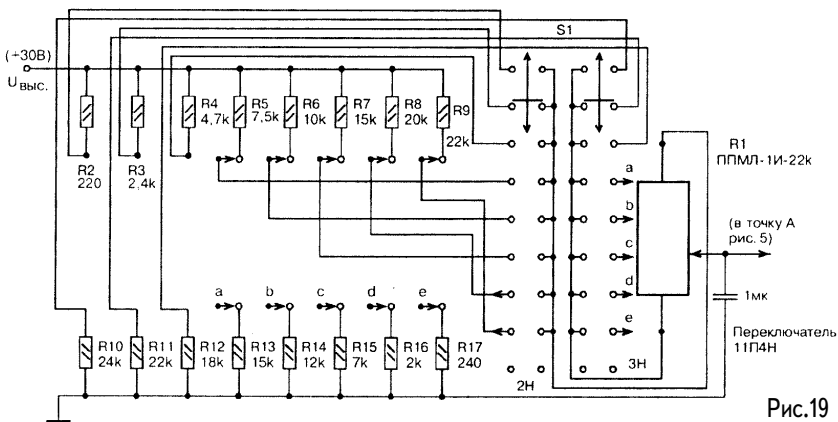 S1
(+30В)
Uвыс.
R2
220
R3
2,4k
R4
4,7k
R5
7,5k
R6
10k
R7
15k
R8
20k
R9
22k
R1
ППМЛ-1И-22k
a
b
c
d
e
(в точку А
рис. 5)
1мк
Переключатель
11П4Н
a
b
c
d
e
R10
24k
R11
22k
R12
18k
R13
15k
R14
12k
R15
7k
R16
2k
R17
240
2Н
3Н
Рис.19